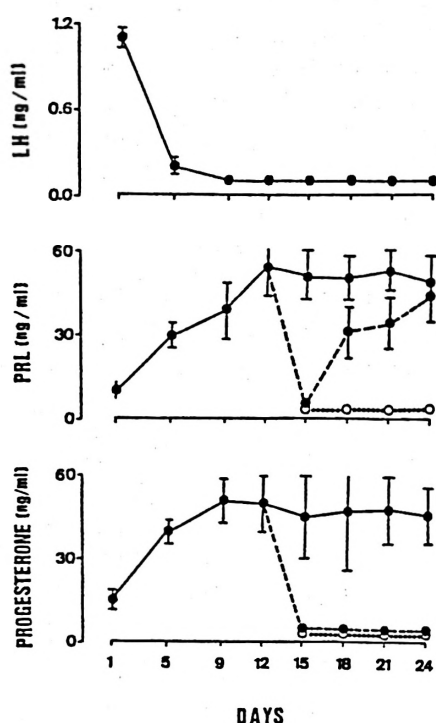 LH (ng/ml)
1.2
0.6
0.0
PRL (ng/ml)
60
30
0
PROGESTERONE (ng/ml)
60
30
0
1 5 9 12 15 18 21 24
DAYS